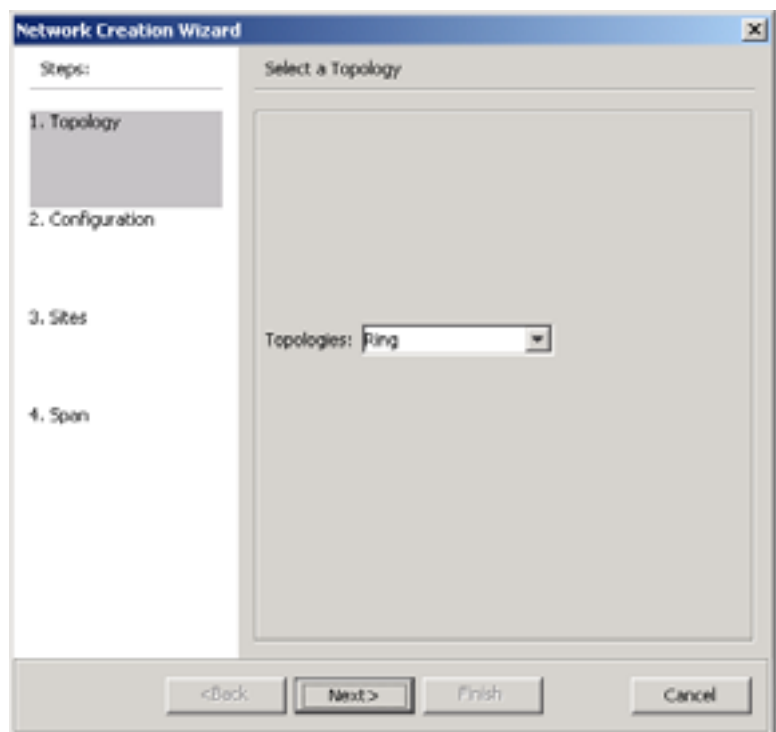 Network Creation Wizard
Steps:
Select a Topology
1. Topology
2. Configuration
3. Sites
4. Span
Topologies: Ring
<Back
Next>
Finish
Cancel